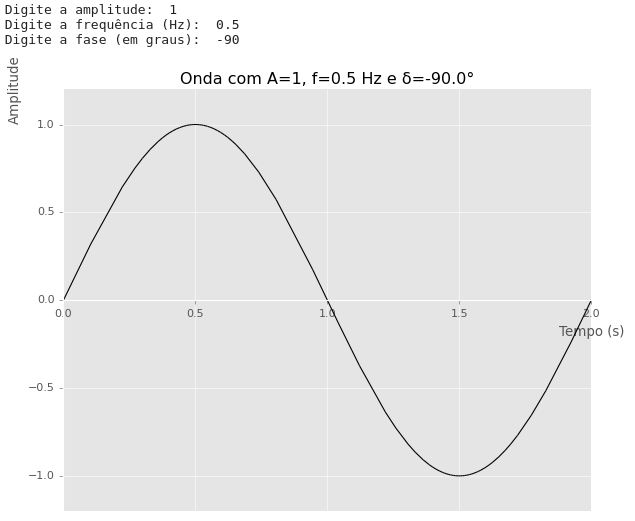 Digite a amplitude:  1
Digite a frequência (Hz):  0.5
Digite a fase (em graus):  -90
Onda com A=1, f=0.5 Hz e δ=-90.0°
Amplitude
1.0
0.5
0.0
0.0 0.5 1.0 1.5 2.0
Tempo (s)
−0.5
−1.0